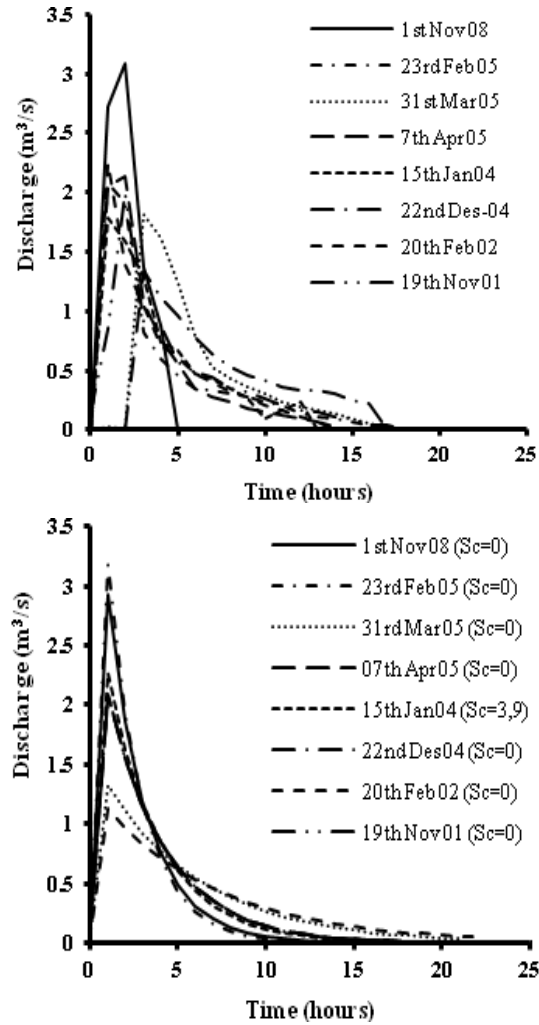 3.5
3
2.5
2
1.5
1
0.5
0
Discharge (m³/s)
0 5 10 15 20 25
Time (hours)
1stNov08
23rdFeb05
31stMar05
7thApr05
15thJan04
22ndDes-04
20thFeb02
19thNov01
3.5
3
2.5
2
1.5
1
0.5
0
Discharge (m³/s)
0 5 10 15 20 25
Time (hours)
1stNov08 (Sc=0)
23rdFeb05 (Sc=0)
31rdMar05 (Sc=0)
07thApr05 (Sc=0)
15thJan04 (Sc=3,9)
22ndDes04 (Sc=0)
20thFeb02 (Sc=0)
19thNov01 (Sc=0)